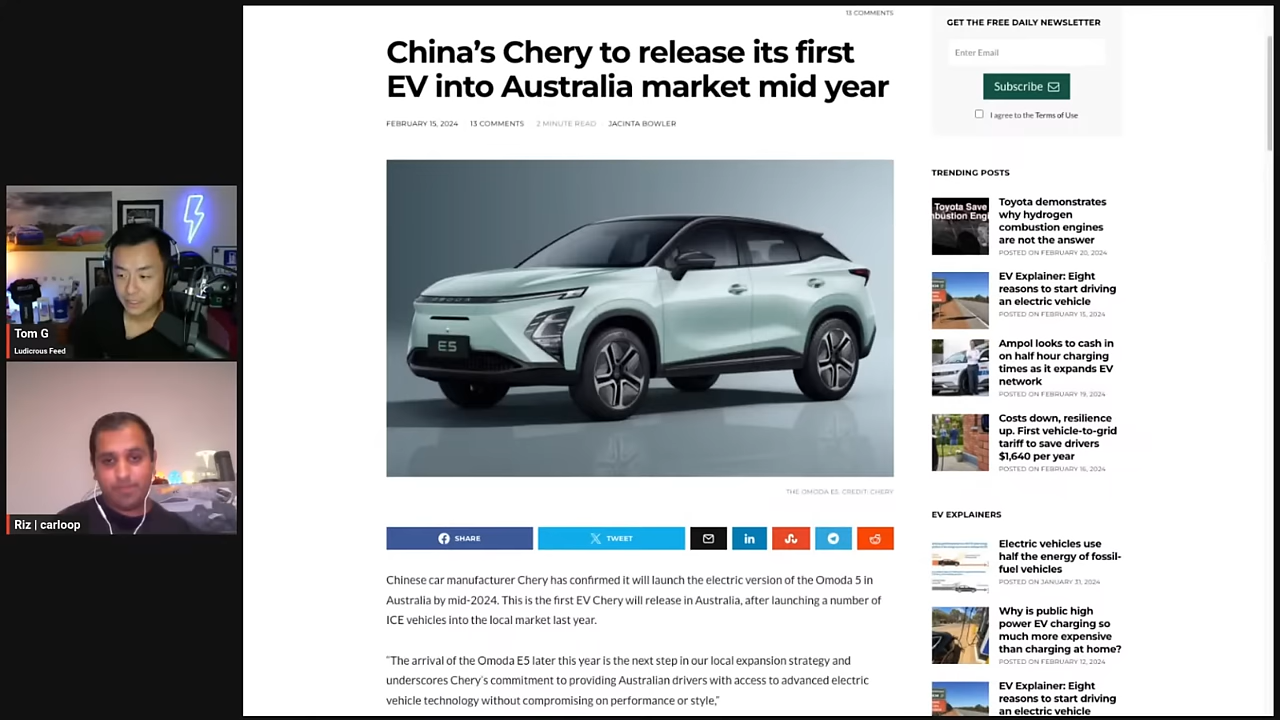 13 COMMENTS
China's Chery to release its first
EV into Australia market mid year
FEBRUARY 15, 2024 13 COMMENTS 2 MINUTE READ JACINTA BOWLER
E5
THE OMODA E5. CREDIT: CHERY
SHARE
TWEET
in
Chinese car manufacturer Chery has confirmed it will launch the electric version of the Omoda 5 in
Australia by mid-2024. This is the first EV Chery will release in Australia, after launching a number of
ICE vehicles into the local market last year.
"The arrival of the Omoda E5 later this year is the next step in our local expansion strategy and
underscores Chery's commitment to providing Australian drivers with access to advanced electric
vehicle technology without compromising on performance or style,"
GET THE FREE DAILY NEWSLETTER
Enter Email
Subscribe
I agree to the Terms of Use
TRENDING POSTS
Toyota Save
Toyota demonstrates
why hydrogen
combustion engines
are not the answer
POSTED ON FEBRUARY 20, 2024
EV Explainer: Eight
reasons to start driving
an electric vehicle
POSTED ON FEBRUARY 15, 2024
Ampol looks to cash in
on half hour charging
times as it expands EV
network
POSTED ON FEBRUARY 19, 2024
Costs down, resilience
up. First vehicle-to-grid
tariff to save drivers
$1,640 per year
POSTED ON FEBRUARY 16, 2024
EV EXPLAINERS
Electric vehicles use
half the energy of fossil-
fuel vehicles
POSTED ON JANUARY 31, 2024
Why is public high
power EV charging so
much more expensive
than charging at home?
POSTED ON FEBRUARY 12, 2024
EV Explainer: Eight
reasons to start driving
an electric vehicle
Tom G
Ludicrous Feed
Riz | carloop